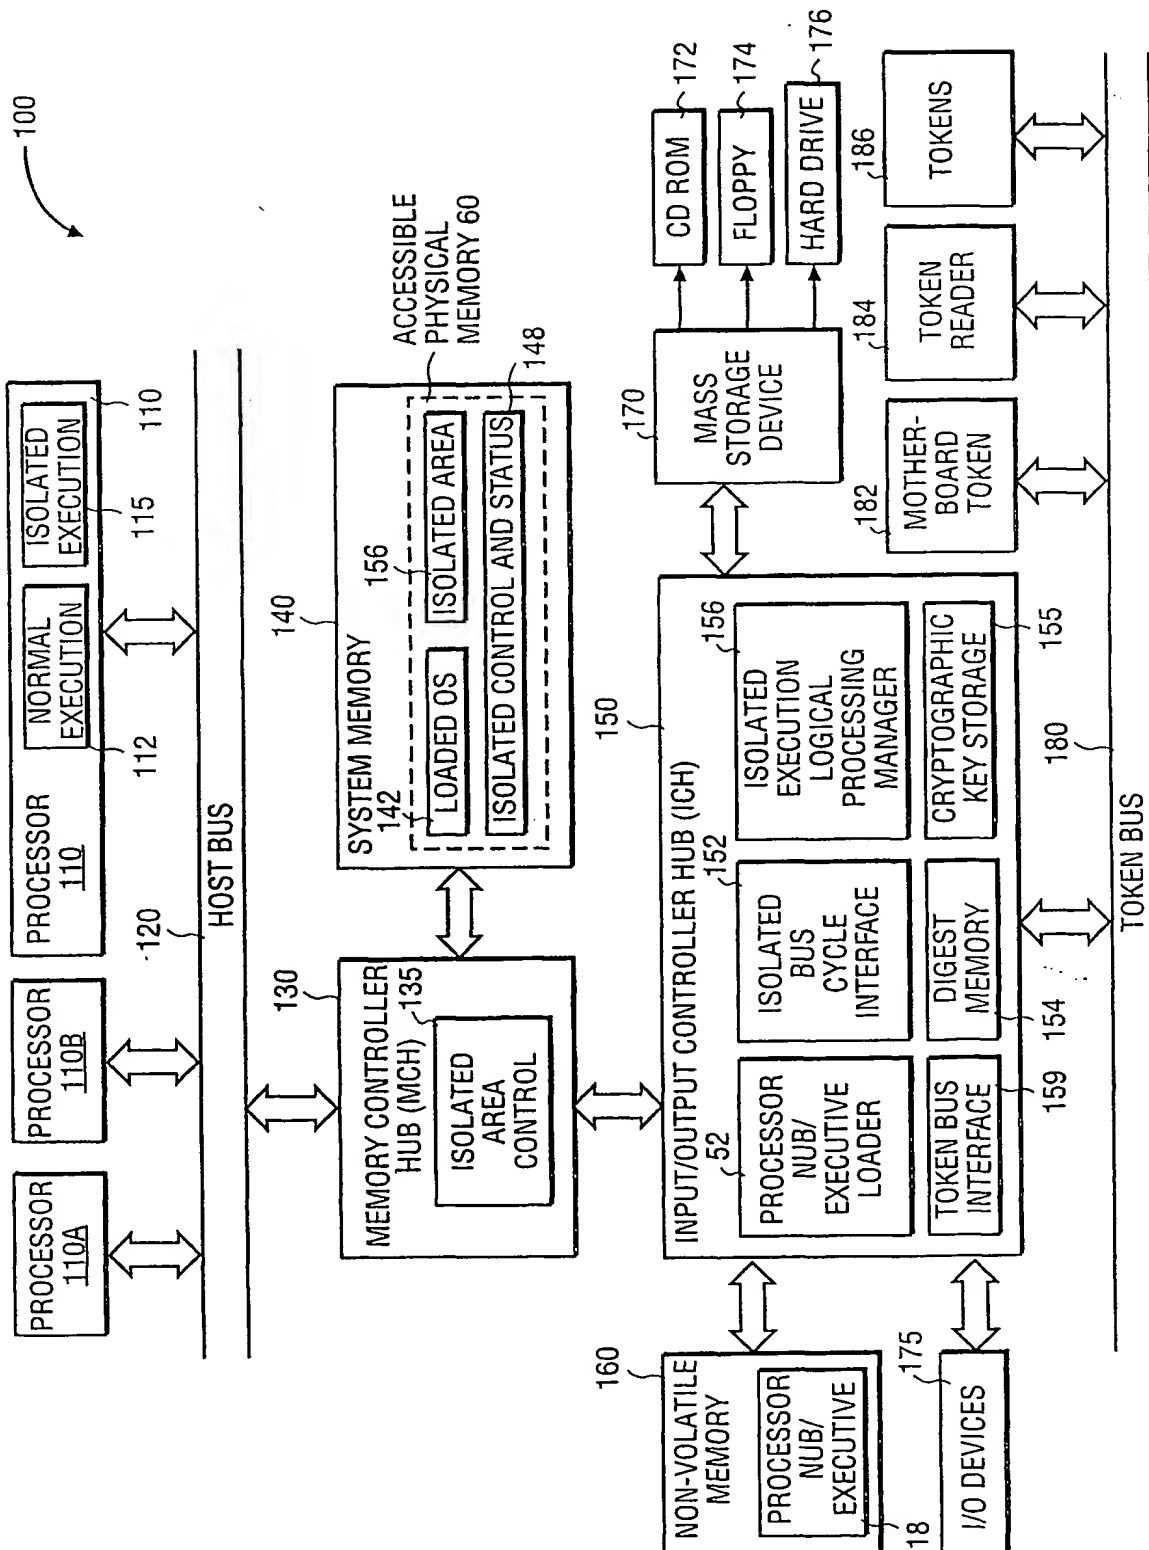 100
PROCESSOR
110A
PROCESSOR
110B
PROCESSOR
110
NORMAL
EXECUTION
112
ISOLATED
EXECUTION
115
110
120
HOST BUS
130
MEMORY CONTROLLER
HUB (MCH)
135
ISOLATED
AREA
CONTROL
140
SYSTEM MEMORY
142
LOADED OS
156
ISOLATED AREA
ISOLATED CONTROL AND STATUS
148
ACCESSIBLE
PHYSICAL
MEMORY 60
150
INPUT/OUTPUT CONTROLLER HUB (ICH)
52
PROCESSOR
NUB/
EXECUTIVE
LOADER
152
ISOLATED
BUS
CYCLE
INTERFACE
156
ISOLATED
EXECUTION
LOGICAL
PROCESSING
MANAGER
TOKEN BUS
INTERFACE
159
DIGEST
MEMORY
154
CRYPTOGRAPHIC
KEY STORAGE
155
160
NON-VOLATILE
MEMORY
PROCESSOR
NUB/
EXECUTIVE
18
175
I/O DEVICES
170
MASS
STORAGE
DEVICE
CD ROM
172
FLOPPY
174
HARD DRIVE
176
182
MOTHER-
BOARD
TOKEN
184
TOKEN
READER
186
TOKENS
180
TOKEN BUS